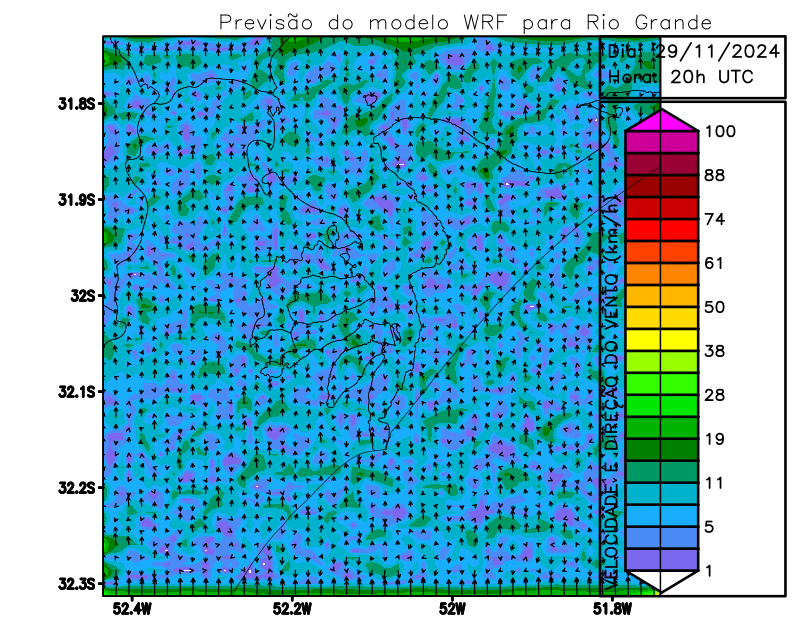 Previsão do modelo WRF para Rio Grande
Dia: 29/11/2024
Hora: 20h UTC
31.8S
31.9S
32S
32.1S
32.2S
32.3S
52.4W
52.2W
52W
51.8W
VELOCIDADE E DIREÇÃO DO VENTO (km/h)
100
88
74
61
50
38
28
19
11
5
1